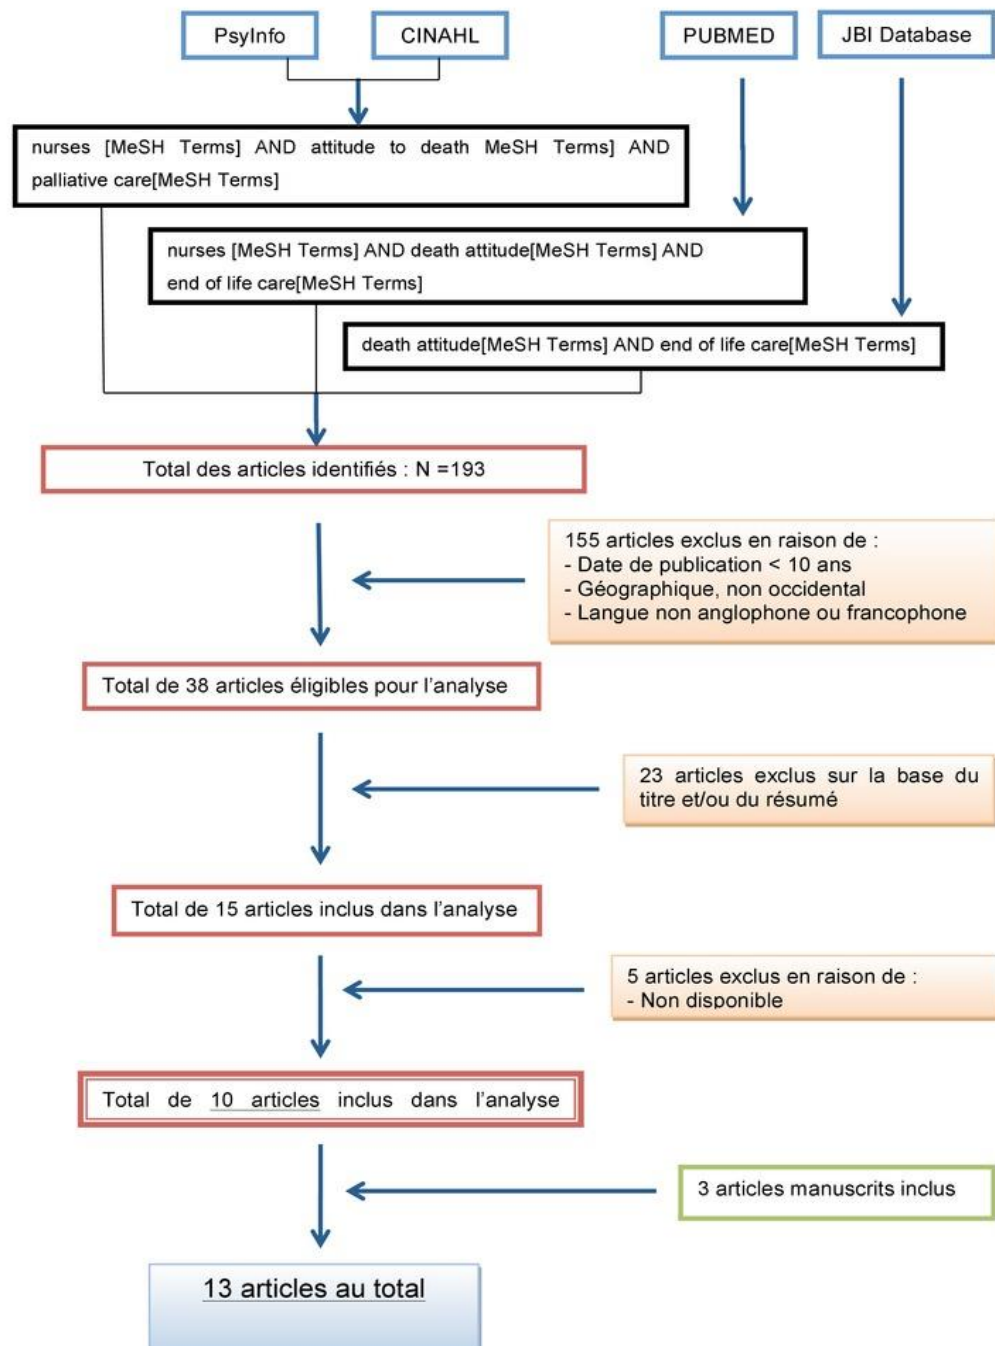 PsyInfo
CINAHL
PUBMED
JBI Database
nurses [MeSH Terms] AND attitude to death MeSH Terms] AND
palliative care[MeSH Terms]
nurses [MeSH Terms] AND death attitude[MeSH Terms] AND
end of life care[MeSH Terms]
death attitude[MeSH Terms] AND end of life care[MeSH Terms]
Total des articles identifiés : N =193
155 articles exclus en raison de :
- Date de publication < 10 ans
- Géographique, non occidental
- Langue non anglophone ou francophone
Total de 38 articles éligibles pour l'analyse
23 articles exclus sur la base du
titre et/ou du résumé
Total de 15 articles inclus dans l'analyse
5 articles exclus en raison de :
- Non disponible
Total de 10 articles inclus dans l'analyse
3 articles manuscrits inclus
13 articles au total